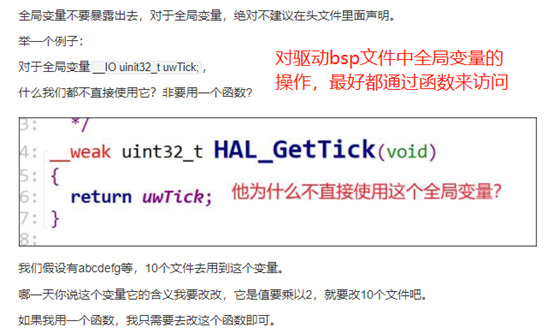 全局变量不要暴露出去，对于全局变量，绝对不建议在头文件里面声明。
举一个例子：
对于全局变量__IO uinit32_t uwTick;，
什么我们都不直接使用它？非要用一个函数？
对驱动bsp文件中全局变量的
操作，最好都通过函数来访问
3: */
4: __weak uint32_t HAL_GetTick(void)
5: {
6: return uwTick;
他为什么不直接使用这个全局变量？
7: }
8:
我们假设有abcdefg等，10个文件去用到这个变量。
哪一天你说这个变量它的含义我要改改，它是值要乘以2，就要改10个文件吧。
如果我用一个函数，我只需要去改这个函数即可。